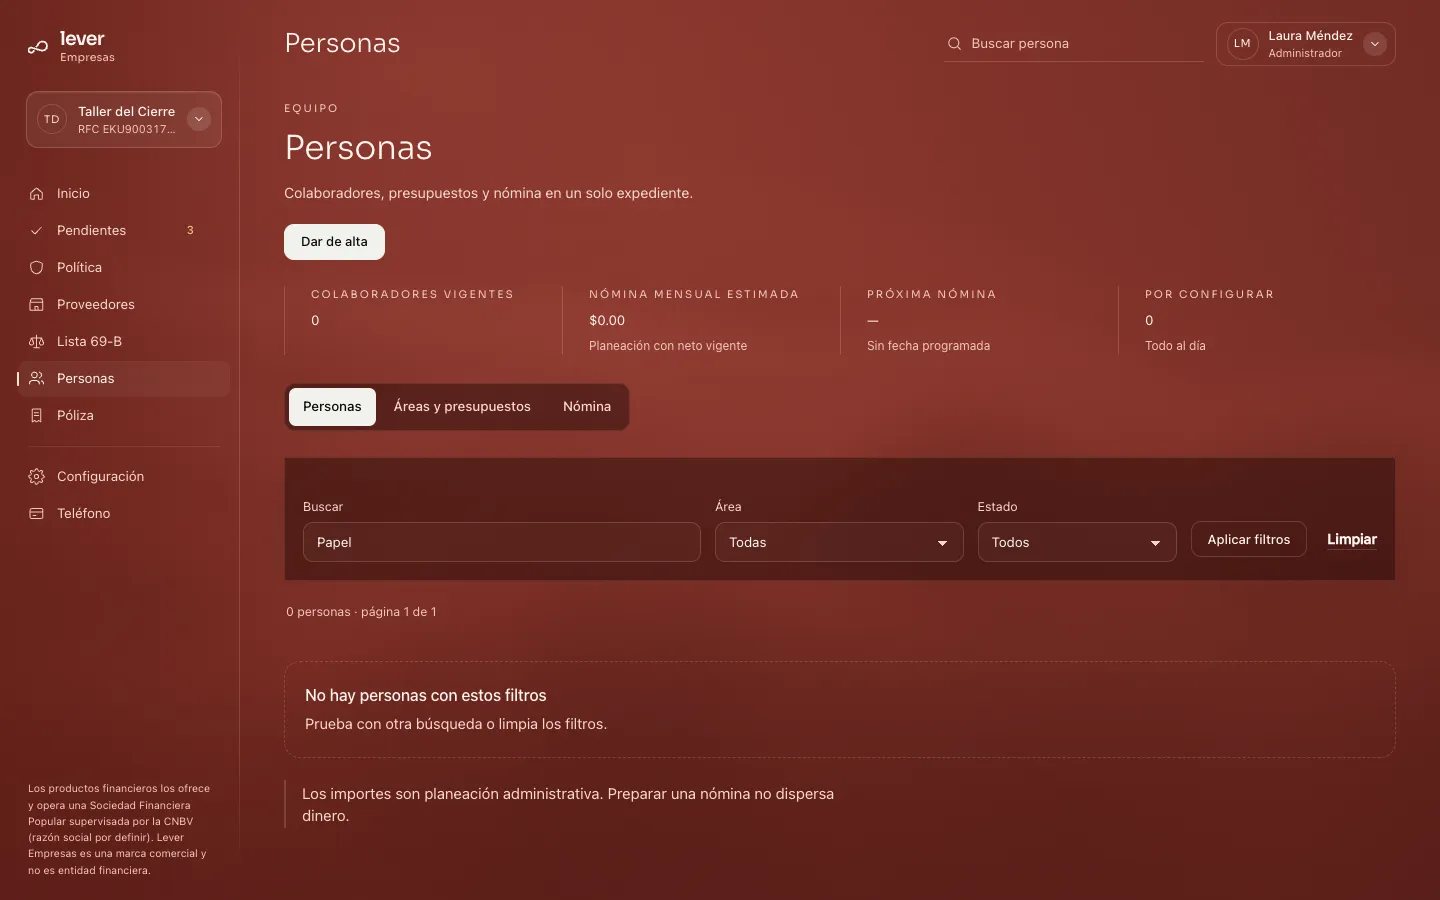 lever
Empresas
TD
Taller del Cierre
RFC EKU900317...
Inicio
Pendientes
3
Política
Proveedores
Lista 69-B
Personas
Póliza
Configuración
Teléfono
Los productos financieros los ofrece
y opera una Sociedad Financiera
Popular supervisada por la CNBV
(razón social por definir). Lever
Empresas es una marca comercial y
no es entidad financiera.
Personas
Buscar persona
LM
Laura Méndez
Administrador
EQUIPO
Personas
Colaboradores, presupuestos y nómina en un solo expediente.
Dar de alta
COLABORADORES VIGENTES
0
NÓMINA MENSUAL ESTIMADA
$0.00
Planeación con neto vigente
PRÓXIMA NÓMINA
—
Sin fecha programada
POR CONFIGURAR
0
Todo al día
Personas
Áreas y presupuestos
Nómina
Buscar
Papel
Área
Todas
Estado
Todos
Aplicar filtros
Limpiar
0 personas · página 1 de 1
No hay personas con estos filtros
Prueba con otra búsqueda o limpia los filtros.
Los importes son planeación administrativa. Preparar una nómina no dispersa
dinero.